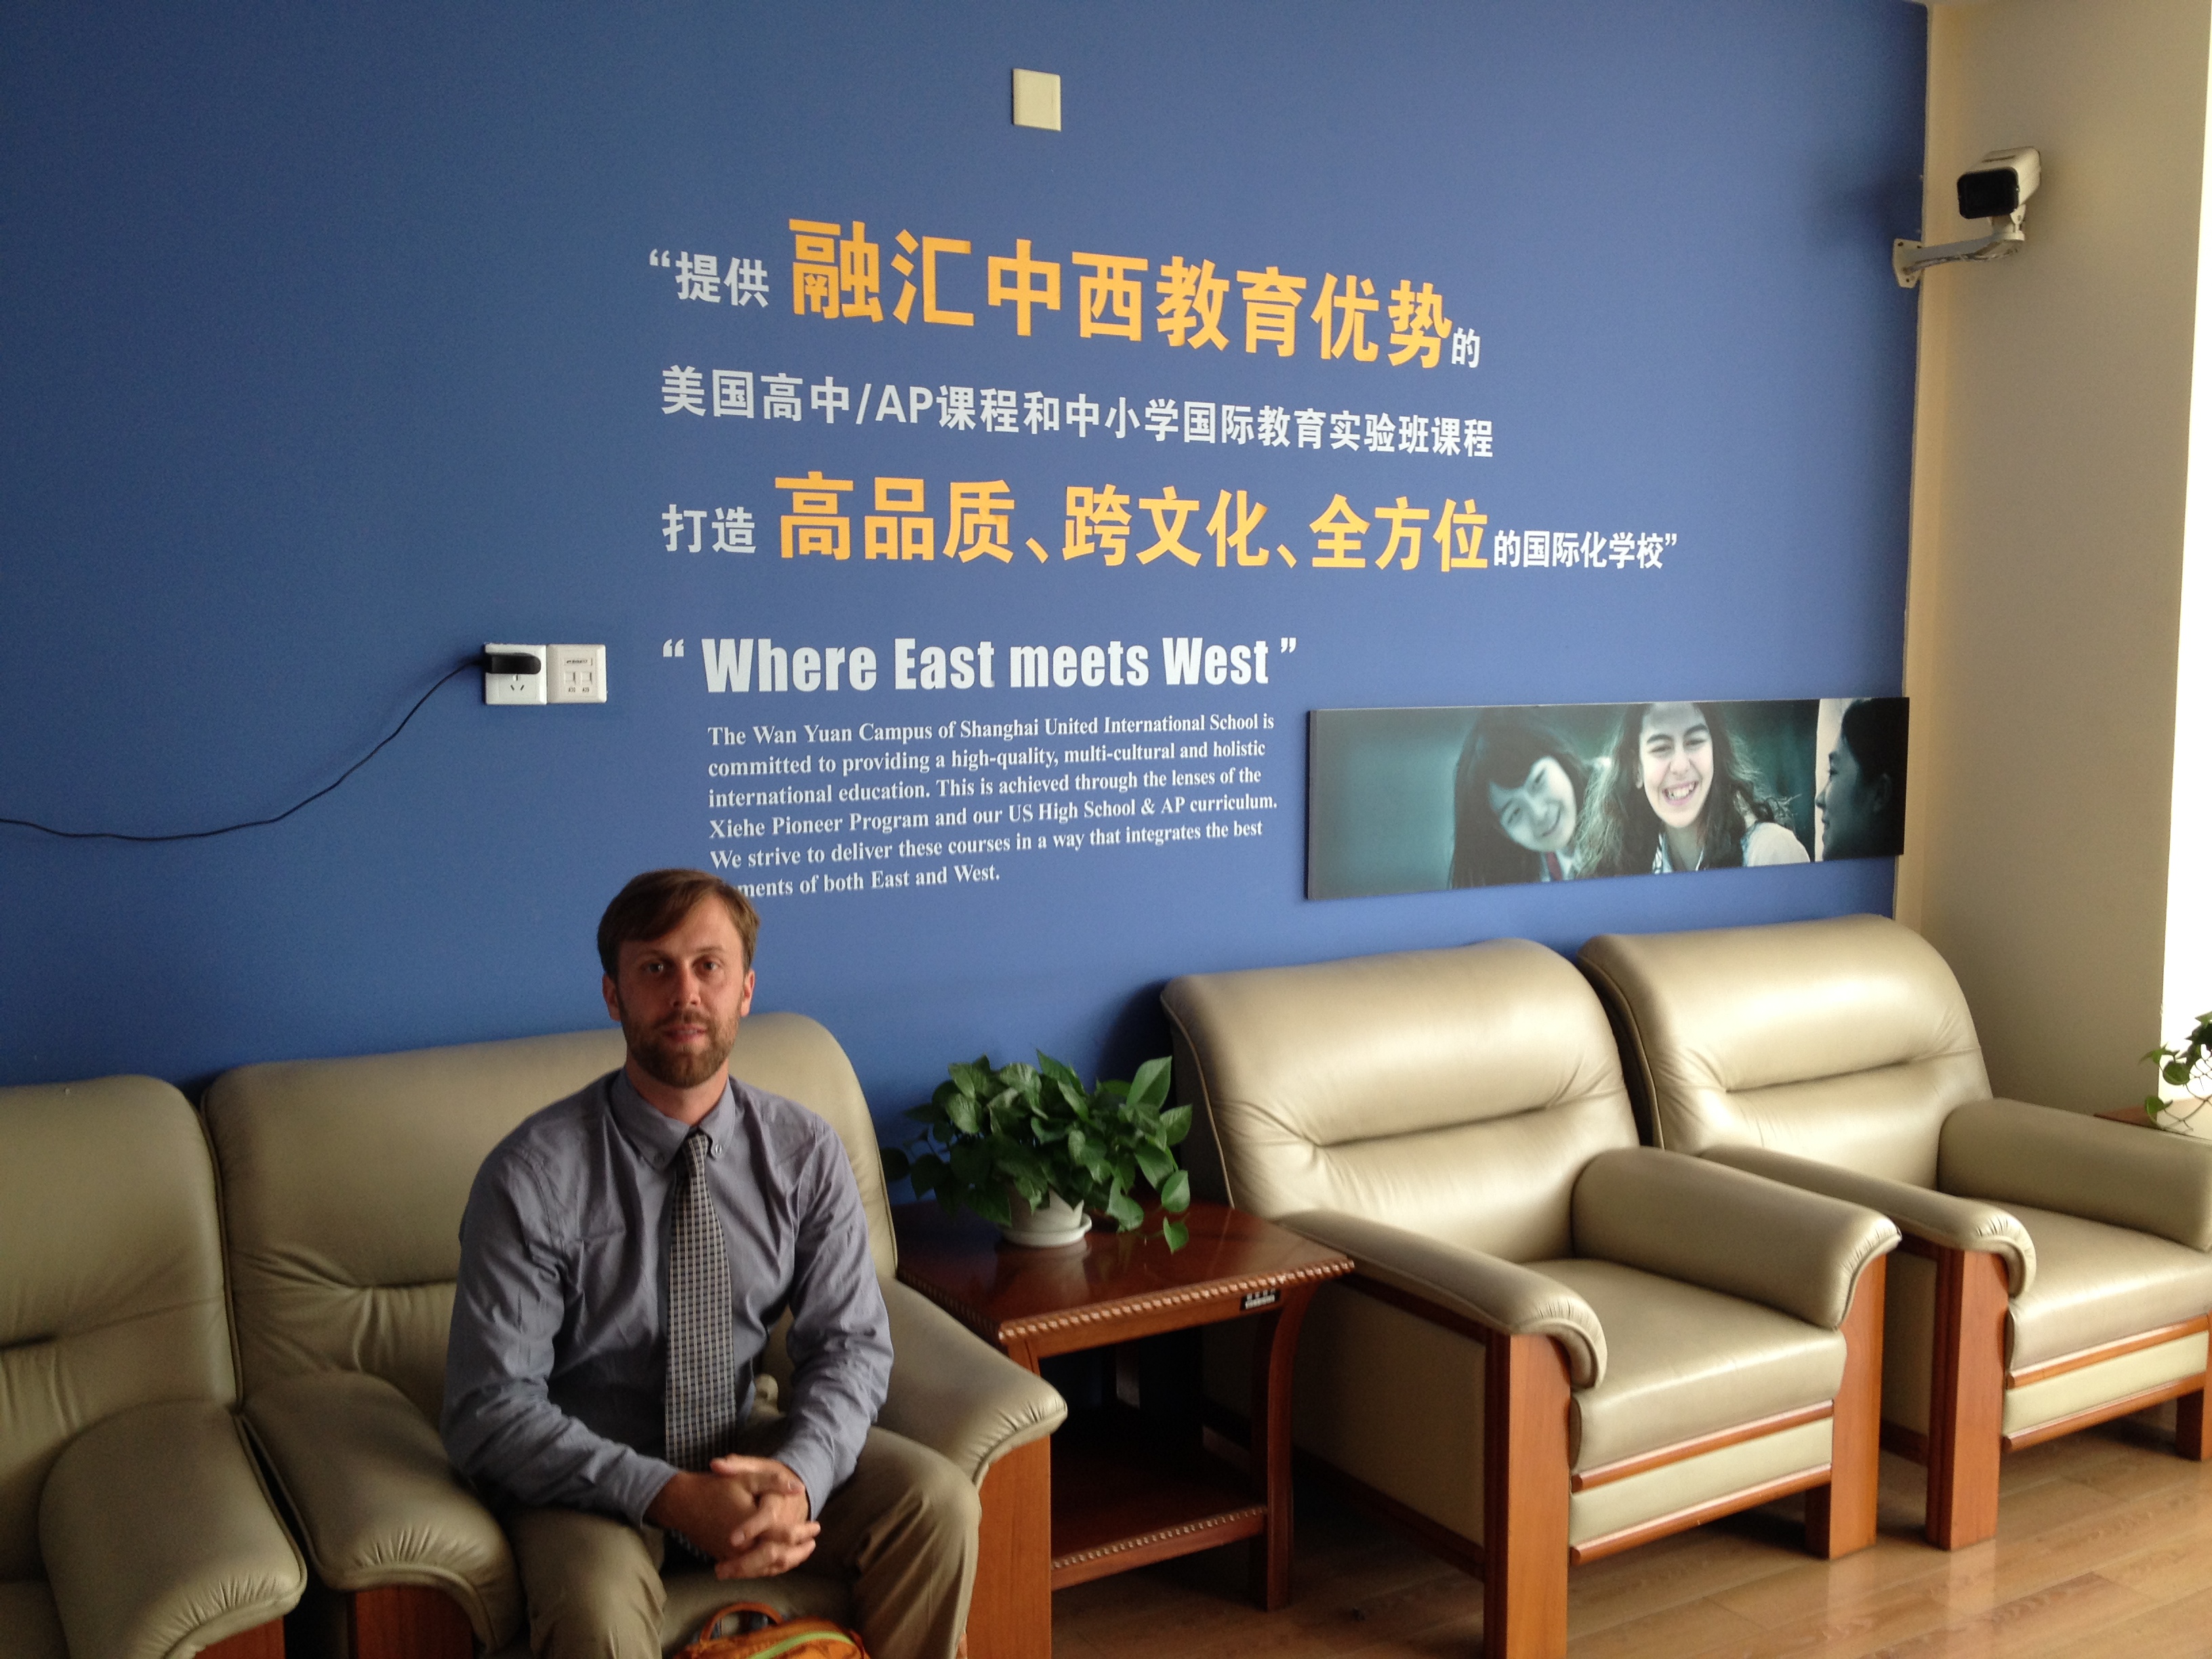 “提供 融汇中西教育优势的
美国高中/AP课程和中小学国际教育实验班课程
打造 高品质、跨文化、全方位的国际化学校”
“ Where East meets West ”
The Wan Yuan Campus of Shanghai United International School is
committed to providing a high-quality, multi-cultural and holistic
international education. This is achieved through the lenses of the
Xiehe Pioneer Program and our US High School & AP curriculum.
We strive to deliver these courses in a way that integrates the best
of both East and West.